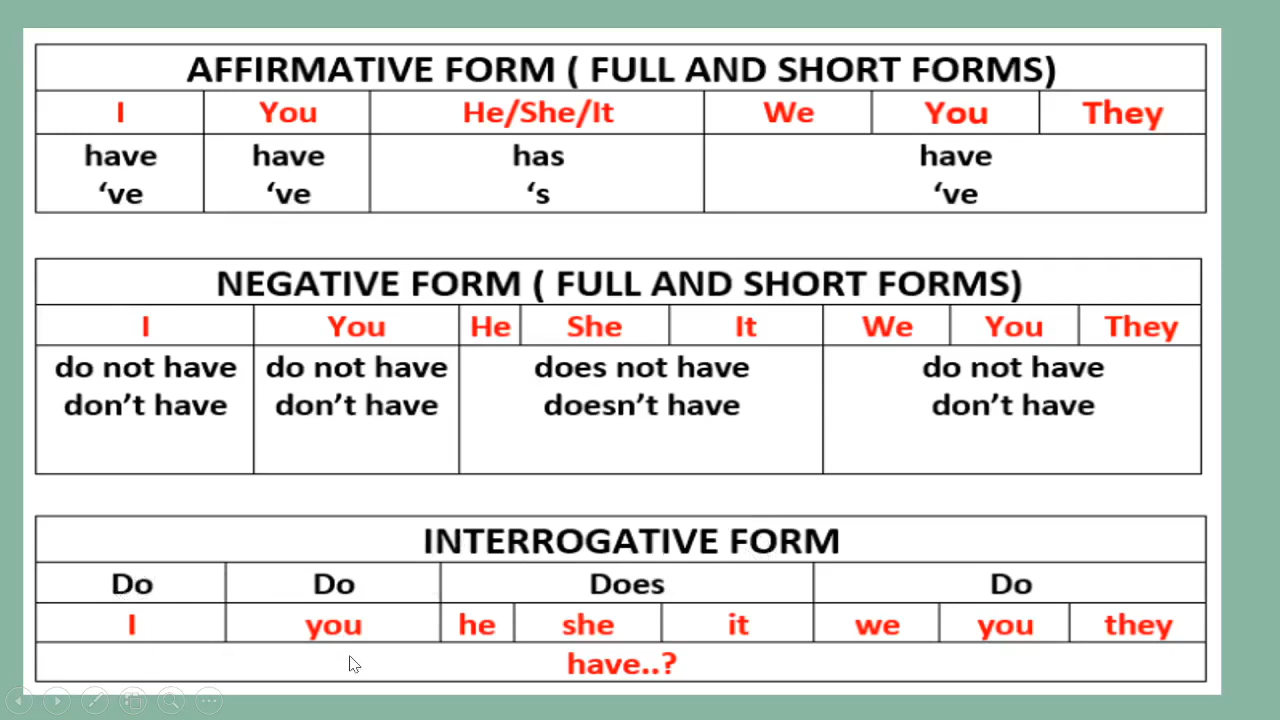 AFFIRMATIVE FORM ( FULL AND SHORT FORMS)
I You He/She/It We You They
have have has have
‘ve ‘ve ‘s ‘ve
NEGATIVE FORM ( FULL AND SHORT FORMS)
I You He She It We You They
do not have do not have does not have do not have
don’t have don’t have doesn’t have don’t have
INTERROGATIVE FORM
Do Do Does Do
I you he she it we you they
have..?